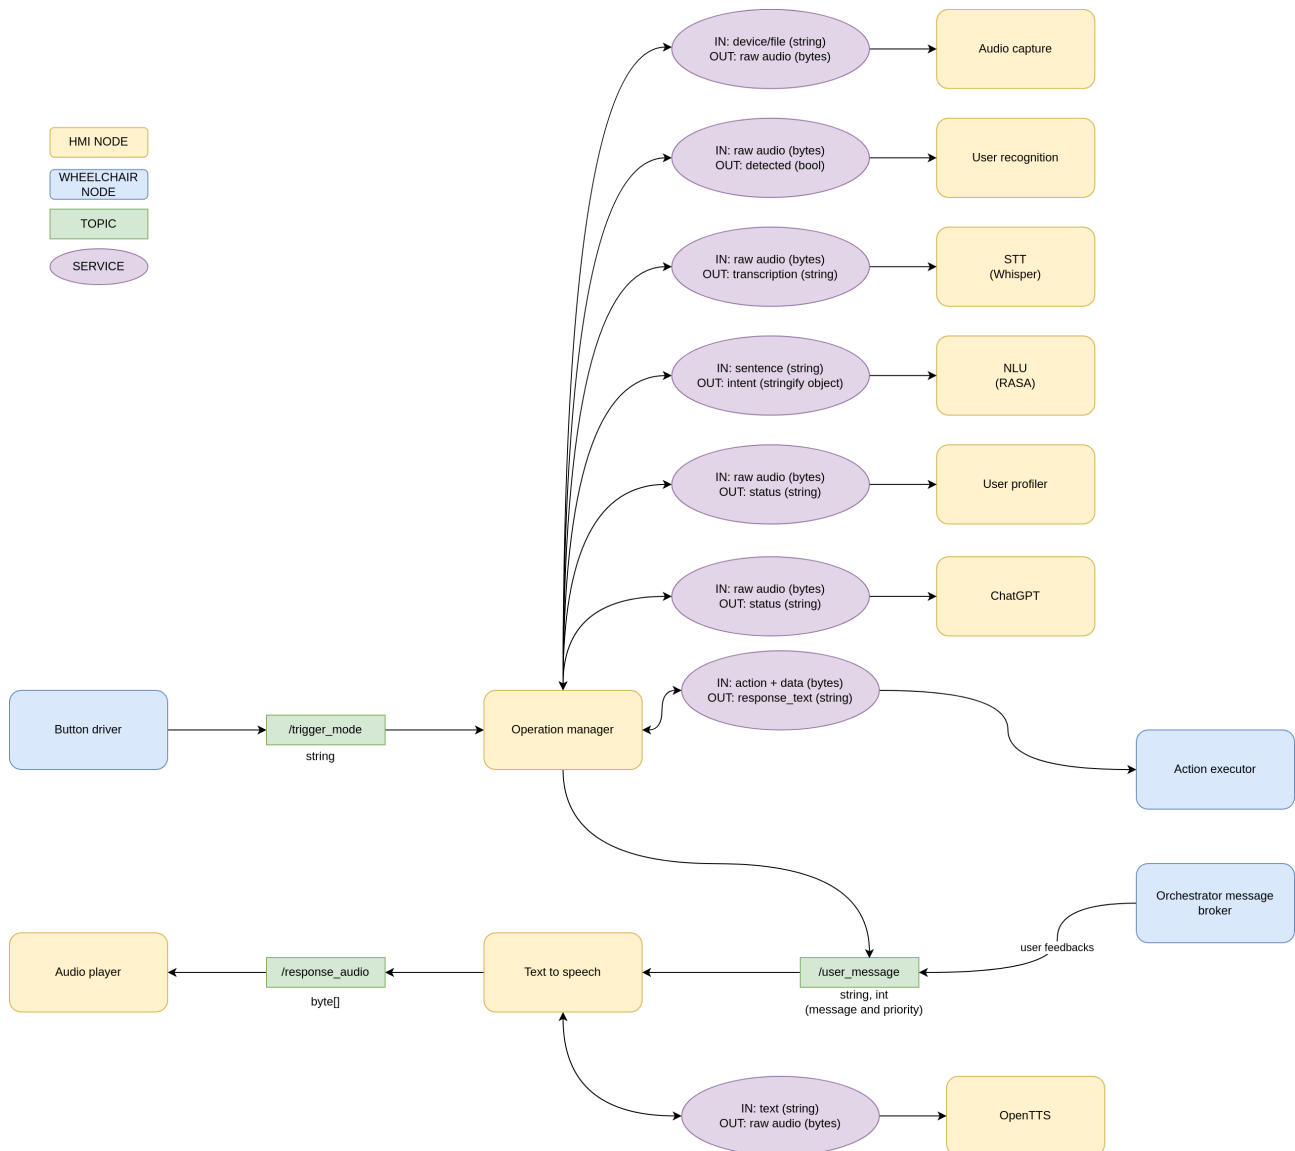 IN: device/file (string)
OUT: raw audio (bytes)
Audio capture
HMI NODE
WHEELCHAIR
NODE
TOPIC
SERVICE
IN: raw audio (bytes)
OUT: detected (bool)
User recognition
IN: raw audio (bytes)
OUT: transcription (string)
STT
(Whisper)
IN: sentence (string)
OUT: intent (stringify object)
NLU
(RASA)
IN: raw audio (bytes)
OUT: status (string)
User profiler
IN: raw audio (bytes)
OUT: status (string)
ChatGPT
IN: action + data (bytes)
OUT: response_text (string)
Button driver
/trigger_mode
string
Operation manager
Action executor
Orchestrator message
broker
user feedbacks
Audio player
/response_audio
byte[]
Text to speech
/user_message
string, int
(message and priority)
IN: text (string)
OUT: raw audio (bytes)
OpenTTS